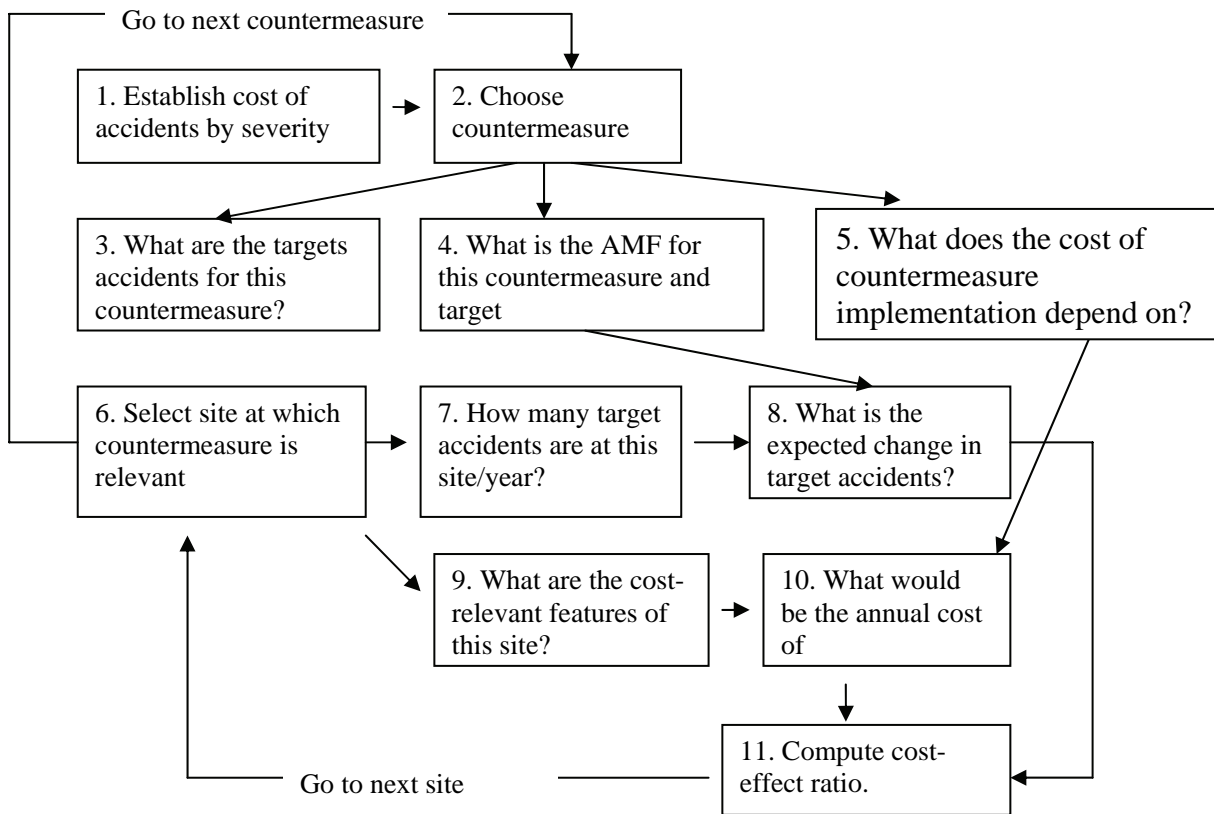 Go to next countermeasure
1. Establish cost of
accidents by severity
2. Choose
countermeasure
3. What are the targets
accidents for this
countermeasure?
4. What is the AMF for
this countermeasure and
target
5. What does the cost of
countermeasure
implementation depend on?
6. Select site at which
countermeasure is
relevant
7. How many target
accidents are at this
site/year?
8. What is the
expected change in
target accidents?
9. What are the cost-
relevant features of
this site?
10. What would
be the annual cost
of
11. Compute cost-
effect ratio.
Go to next site